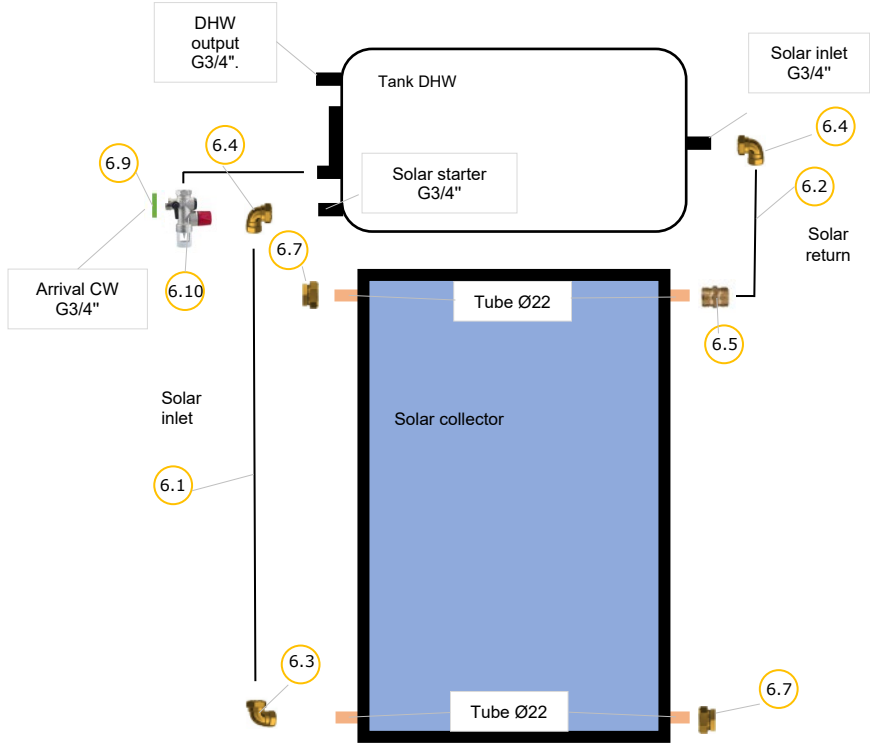 DHW
output
G3/4".
Tank DHW
Solar inlet
G3/4"
6.4
6.4
6.9
Solar starter
G3/4"
6.2
Solar
return
6.7
Arrival CW
G3/4"
6.10
Tube Ø22
6.5
Solar
inlet
Solar collector
6.1
6.3
6.7
Tube Ø22